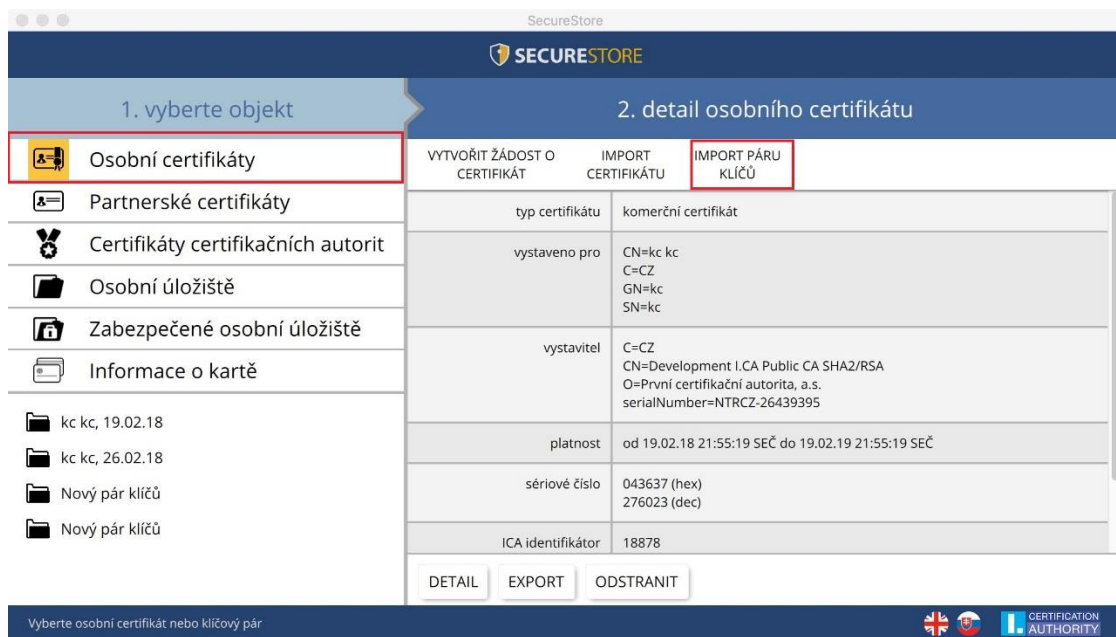 SecureStore
SECURESTORE
1. vyberte objekt
Osobní certifikáty
Partnerské certifikáty
Certifikáty certifikačních autorit
Osobní úložiště
Zabezpečené osobní úložiště
Informace o kartě
kc kc, 19.02.18
kc kc, 26.02.18
Nový pár klíčů
Nový pár klíčů
2. detail osobního certifikátu
VYTVOŘIT ŽÁDOST O
CERTIFIKÁT
IMPORT
CERTIFIKÁTU
IMPORT PÁRU
KLÍČŮ
typ certifikátu komerční certifikát
vystaveno pro CN=kc kc
C=CZ
GN=kc
SN=kc
vystavitel C=CZ
CN=Development I.CA Public CA SHA2/RSA
O=První certifikační autorita, a.s.
serialNumber=NTRCZ-26439395
platnost od 19.02.18 21:55:19 SEČ do 19.02.19 21:55:19 SEČ
sériové číslo 043637 (hex)
276023 (dec)
ICA identifikátor 18878
DETAIL EXPORT ODSTRANIT
Vyberte osobní certifikát nebo klíčový pár
CERTIFICATION
AUTHORITY